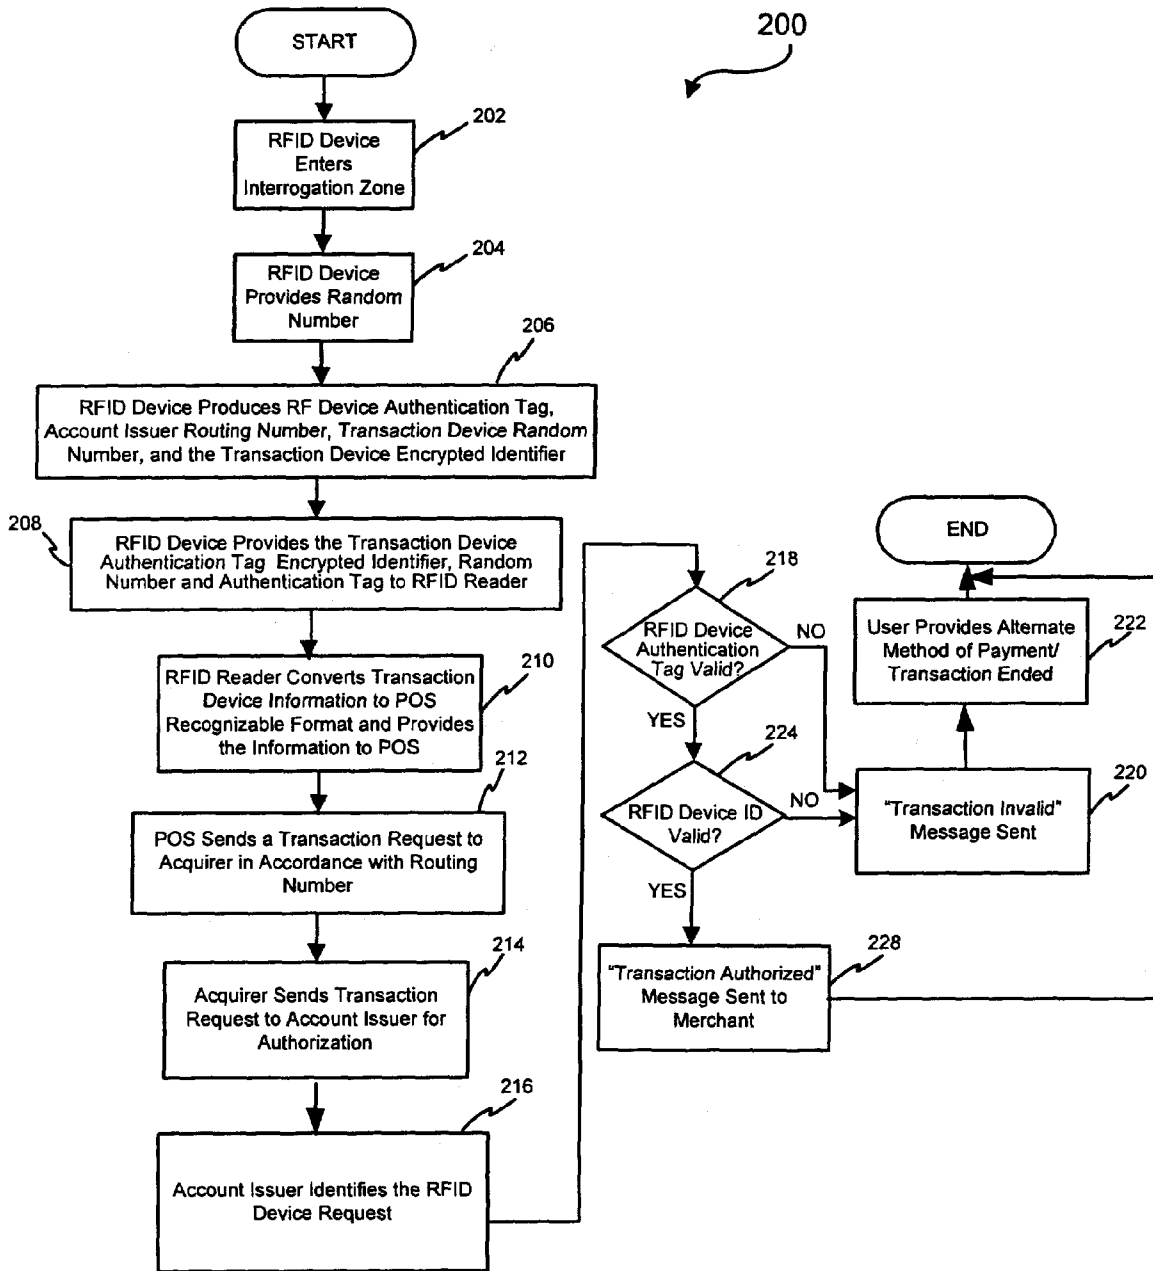 200
START
202
RFID Device
Enters
Interrogation Zone
204
RFID Device
Provides Random
Number
206
RFID Device Produces RF Device Authentication Tag,
Account Issuer Routing Number, Transaction Device Random
Number, and the Transaction Device Encrypted Identifier
208
RFID Device Provides the Transaction Device
Authentication Tag Encrypted Identifier, Random
Number and Authentication Tag to RFID Reader
210
RFID Reader Converts Transaction
Device Information to POS
Recognizable Format and Provides
the Information to POS
212
POS Sends a Transaction Request to
Acquirer in Accordance with Routing
Number
214
Acquirer Sends Transaction
Request to Account Issuer for
Authorization
216
Account Issuer Identifies the RFID
Device Request
218
RFID Device
Authentication
Tag Valid?
NO
YES
224
RFID Device ID
Valid?
NO
YES
228
"Transaction Authorized"
Message Sent to
Merchant
END
222
User Provides Alternate
Method of Payment/
Transaction Ended
220
"Transaction Invalid"
Message Sent